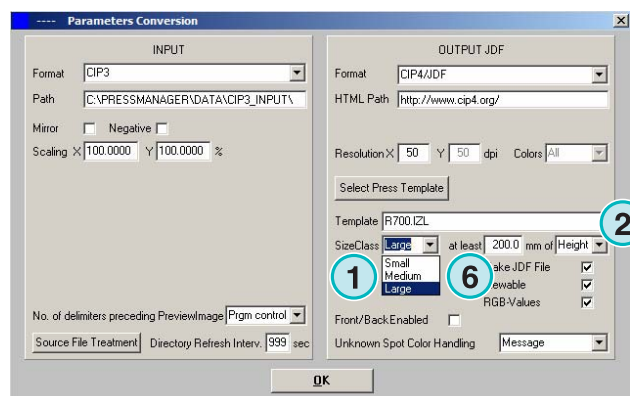 ---- Parameters Conversion
INPUT
Format CIP3
Path C:\PRESSMANAGER\DATA\CIP3_INPUT\
Mirror Negative
Scaling X 100.0000 Y 100.0000 %
No. of delimiters preceding PreviewImage Prgm control
Source File Treatment Directory Refresh Interv. 999 sec
OUTPUT JDF
Format CIP4/JDF
HTML Path http://www.cip4.org/
Resolution X 50 Y 50 dpi Colors All
Select Press Template
Template R700.IZL
2
SizeClass Large at least 200.0 mm of Height
Small
Medium
Large
1
6
ake JDF File
ewable
RGB-Values
Front/Back Enabled
Unknown Spot Color Handling Message
OK